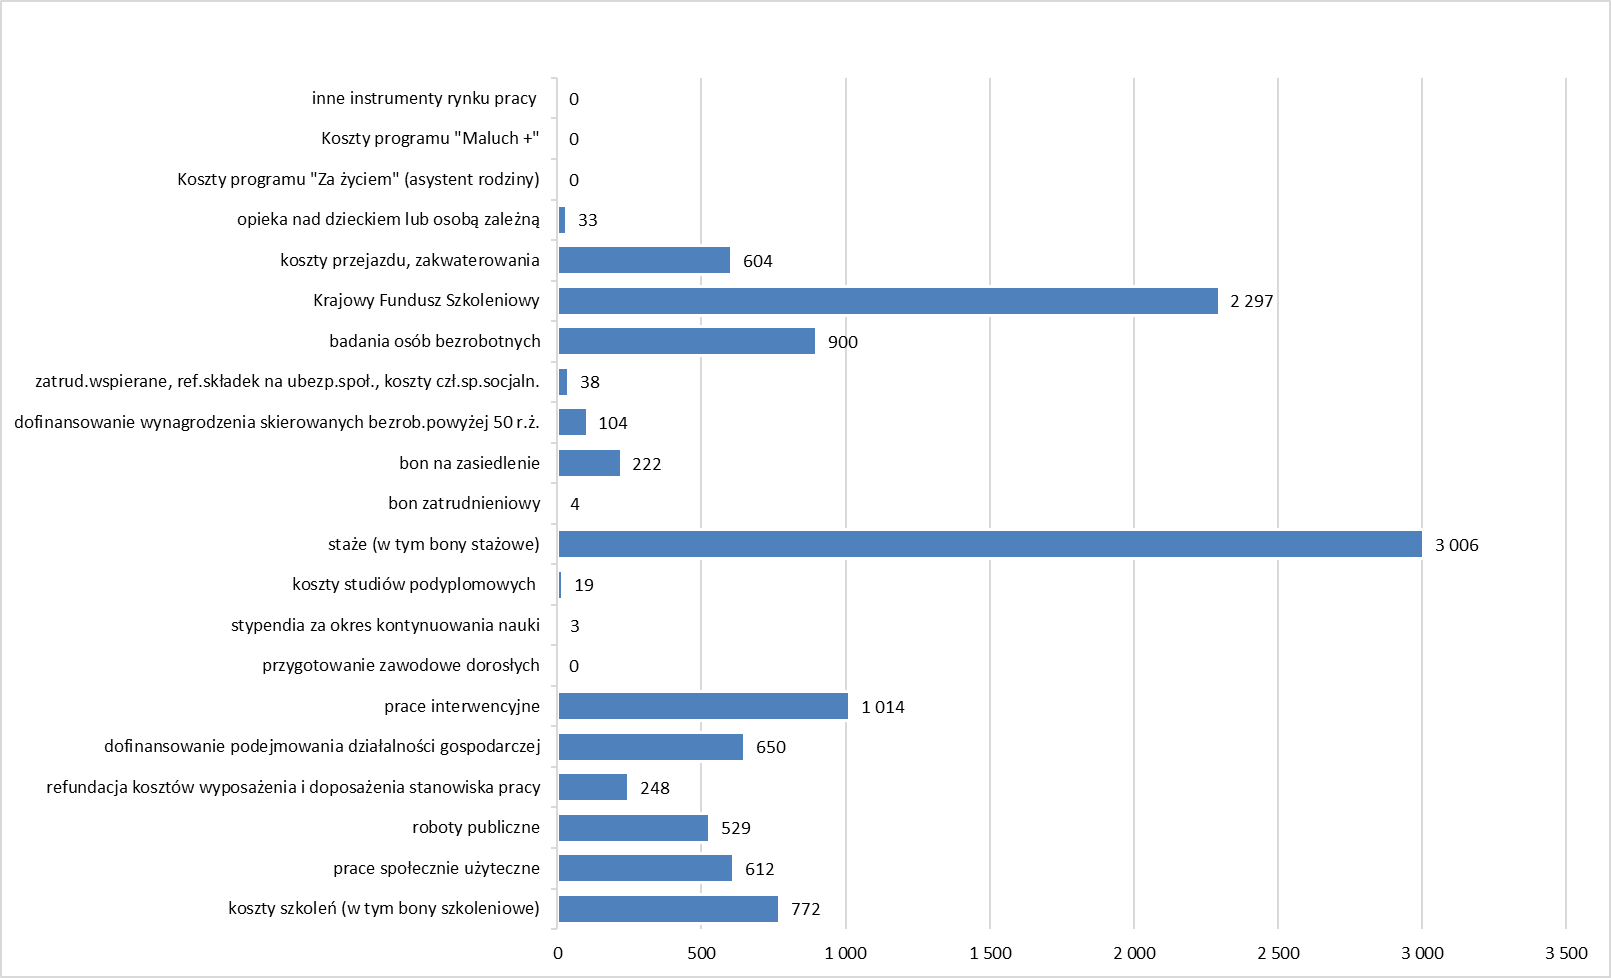 inne instrumenty rynku pracy 0
Koszty programu "Maluch +" 0
Koszty programu "Za życiem" (asystent rodziny) 0
opieka nad dzieckiem lub osobą zależną 33
koszty przejazdu, zakwaterowania 604
Krajowy Fundusz Szkoleniowy 2 297
badania osób bezrobotnych 900
zatrud.wspierane, ref.składek na ubezp.społ., koszty czł.sp.socjaln. 38
dofinansowanie wynagrodzenia skierowanych bezrob.powyżej 50 r.ż. 104
bon na zasiedlenie 222
bon zatrudnieniowy 4
staże (w tym bony stażowe) 3 006
koszty studiów podyplomowych 19
stypendia za okres kontynuowania nauki 3
przygotowanie zawodowe dorosłych 0
prace interwencyjne 1 014
dofinansowanie podejmowania działalności gospodarczej 650
refundacja kosztów wyposażenia i doposażenia stanowiska pracy 248
roboty publiczne 529
prace społecznie użyteczne 612
koszty szkoleń (w tym bony szkoleniowe) 772
0 500 1 000 1 500 2 000 2 500 3 000 3 500